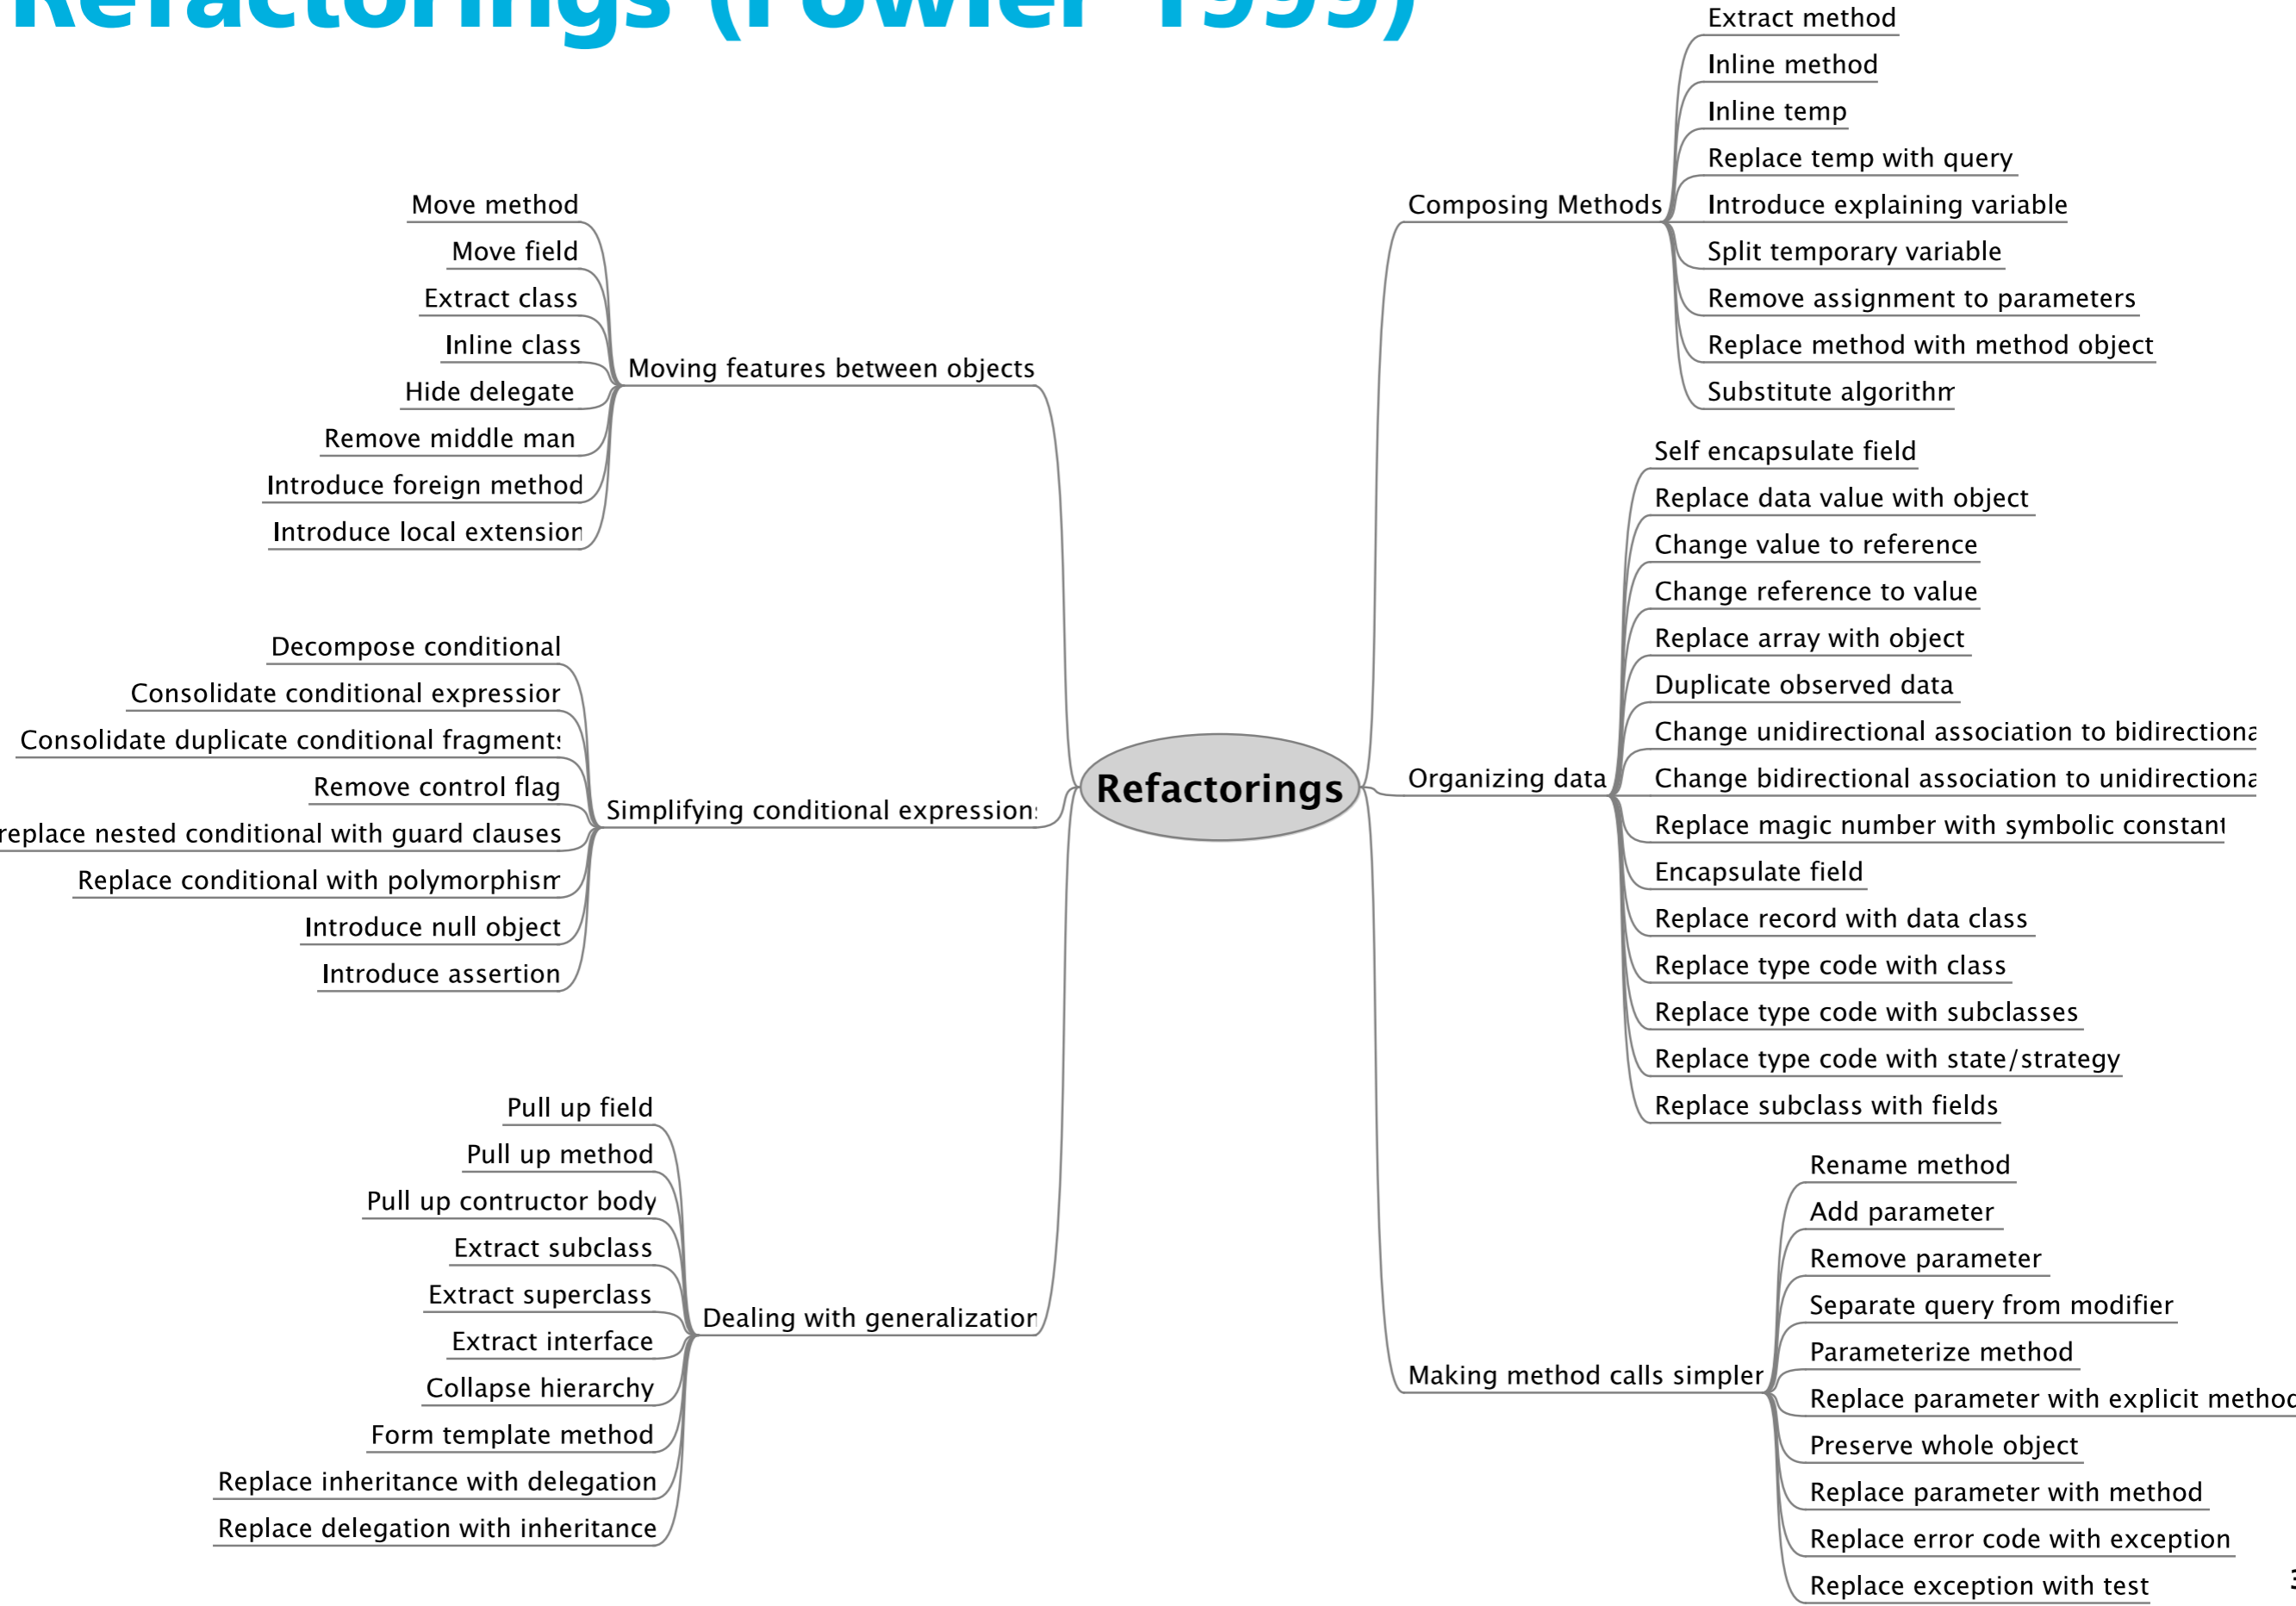 Refactorings (Fowler 1999)
Moving features between objects
Move method
Move field
Extract class
Inline class
Hide delegate
Remove middle man
Introduce foreign method
Introduce local extension
Simplifying conditional expressions
Decompose conditional
Consolidate conditional expression
Consolidate duplicate conditional fragments
Remove control flag
replace nested conditional with guard clauses
Replace conditional with polymorphism
Introduce null object
Introduce assertion
Dealing with generalization
Pull up field
Pull up method
Pull up contructor body
Extract subclass
Extract superclass
Extract interface
Collapse hierarchy
Form template method
Replace inheritance with delegation
Replace delegation with inheritance
Refactorings
Composing Methods
Extract method
Inline method
Inline temp
Replace temp with query
Introduce explaining variable
Split temporary variable
Remove assignment to parameters
Replace method with method object
Substitute algorithm
Organizing data
Self encapsulate field
Replace data value with object
Change value to reference
Change reference to value
Replace array with object
Duplicate observed data
Change unidirectional association to bidirectiona
Change bidirectional association to unidirectiona
Replace magic number with symbolic constant
Encapsulate field
Replace record with data class
Replace type code with class
Replace type code with subclasses
Replace type code with state/strategy
Replace subclass with fields
Making method calls simpler
Rename method
Add parameter
Remove parameter
Separate query from modifier
Parameterize method
Replace parameter with explicit method
Preserve whole object
Replace parameter with method
Replace error code with exception
Replace exception with test